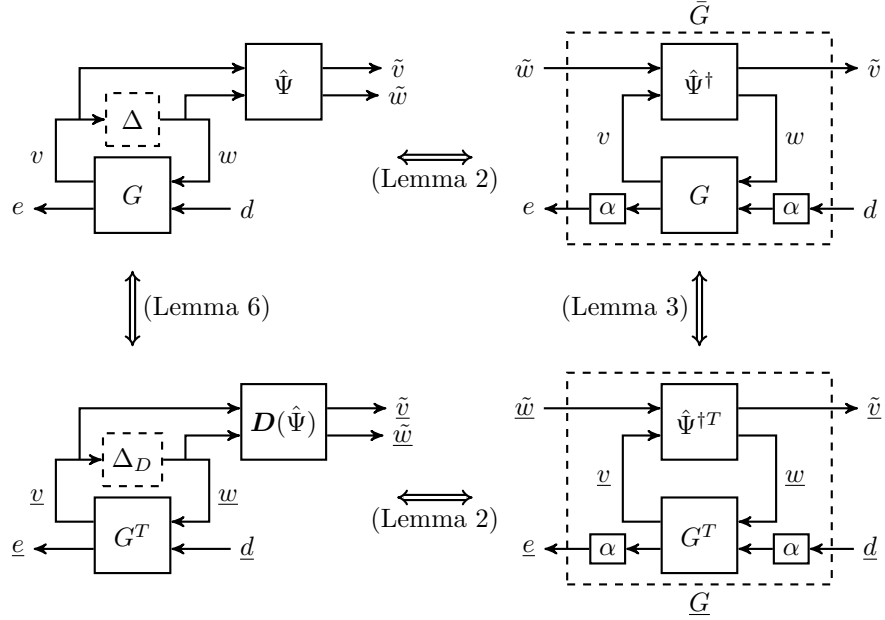 Ḡ
Ψ̂
ṽ
w̃
Δ
v
w
G
e
d
w̃
Ψ̂†
ṽ
v
w
G
e
α
α
d
(Lemma 2)
(Lemma 6)
(Lemma 3)
D(Ψ̂)
ṽ̲
w̲̃
Δ_D
v̲
w̲
G^T
e̲
d̲
w̲̃
Ψ̂†T
ṽ̲
v̲
w̲
G^T
e̲
α
α
d̲
(Lemma 2)
G̲